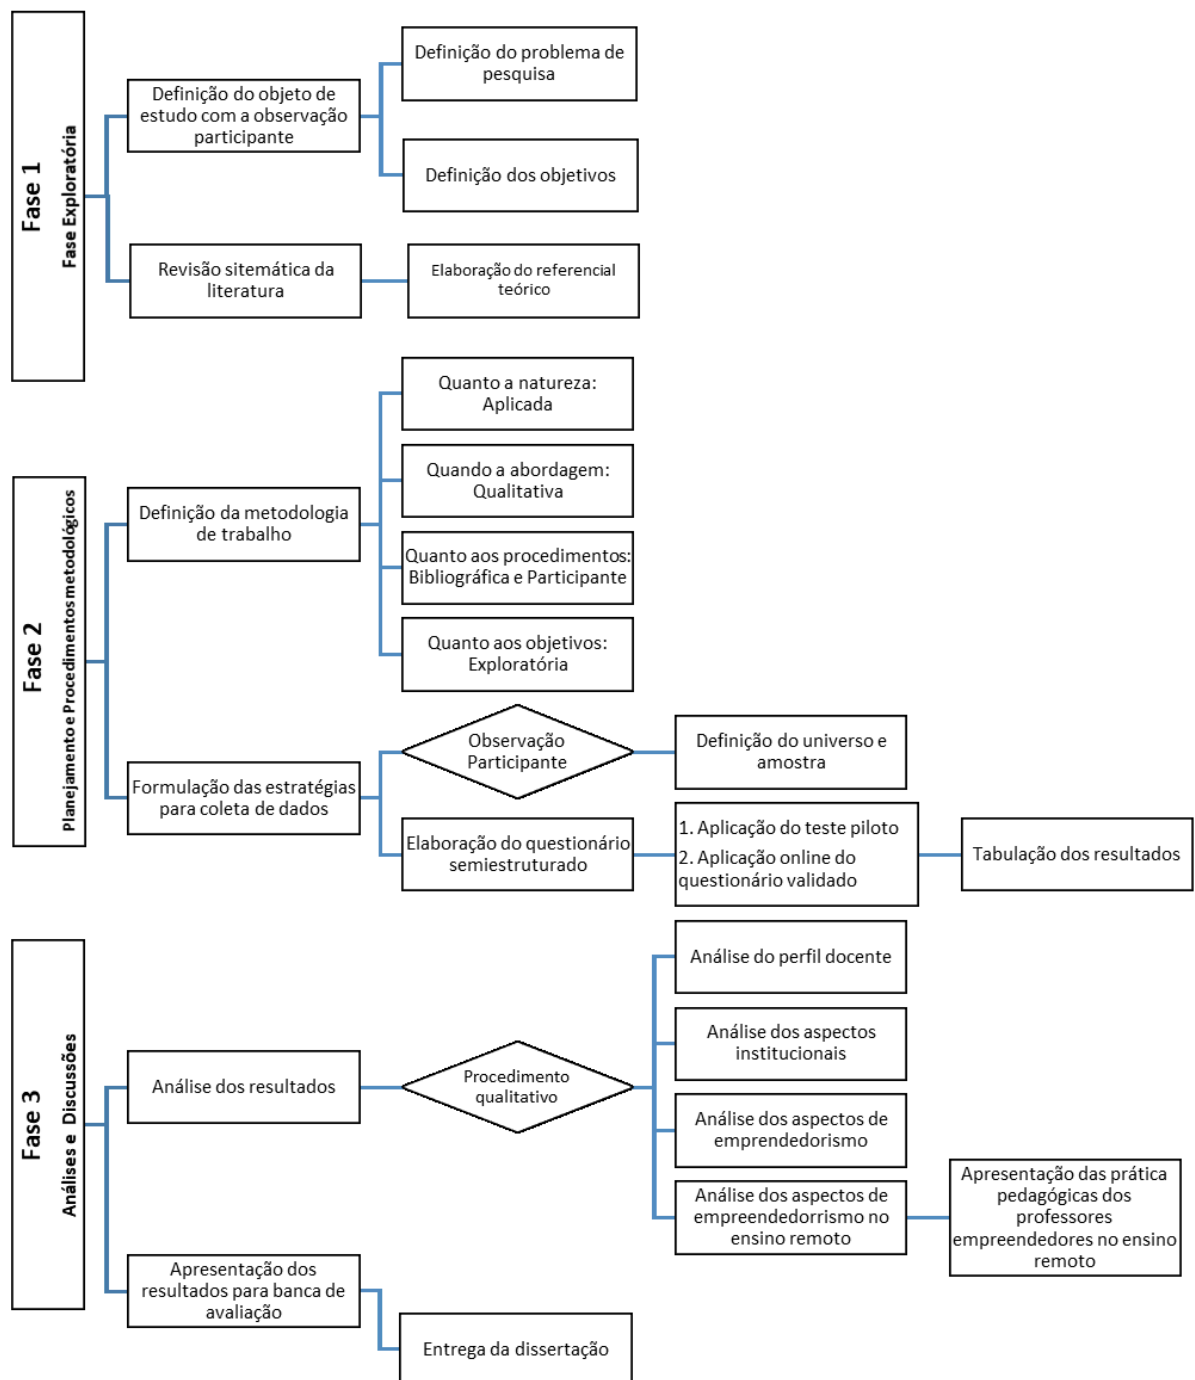 Fase 1
Fase Exploratória
Definição do objeto de
estudo com a observação
participante
Definição do problema de
pesquisa
Definição dos objetivos
Revisão sitemática da
literatura
Elaboração do referencial
teórico
Fase 2
Planejamento e Procedimentos metodológicos
Definição da metodologia
de trabalho
Quanto a natureza:
Aplicada
Quando a abordagem:
Qualitativa
Quanto aos procedimentos:
Bibliográfica e Participante
Quanto aos objetivos:
Exploratória
Formulação das estratégias
para coleta de dados
Observação
Participante
Definição do universo e
amostra
Elaboração do questionário
semiestruturado
1. Aplicação do teste piloto
2. Aplicação online do
questionário validado
Tabulação dos resultados
Fase 3
Análises e Discussões
Análise dos resultados
Procedimento
qualitativo
Análise do perfil docente
Análise dos aspectos
institucionais
Análise dos aspectos de
emprendedorismo
Análise dos aspectos de
empreendedorrismo no
ensino remoto
Apresentação das prática
pedagógicas dos
professores
empreendedores no ensino
remoto
Apresentação dos
resultados para banca de
avaliação
Entrega da dissertação